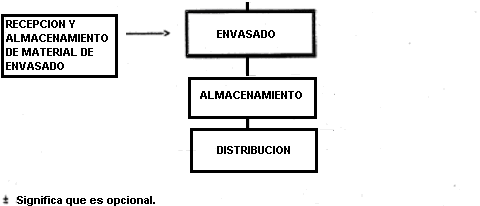 RECEPCION Y
ALMACENAMIENTO
DE MATERIAL DE
ENVASADO
ENVASADO
ALMACENAMIENTO
DISTRIBUCION
± Significa que es opcional.